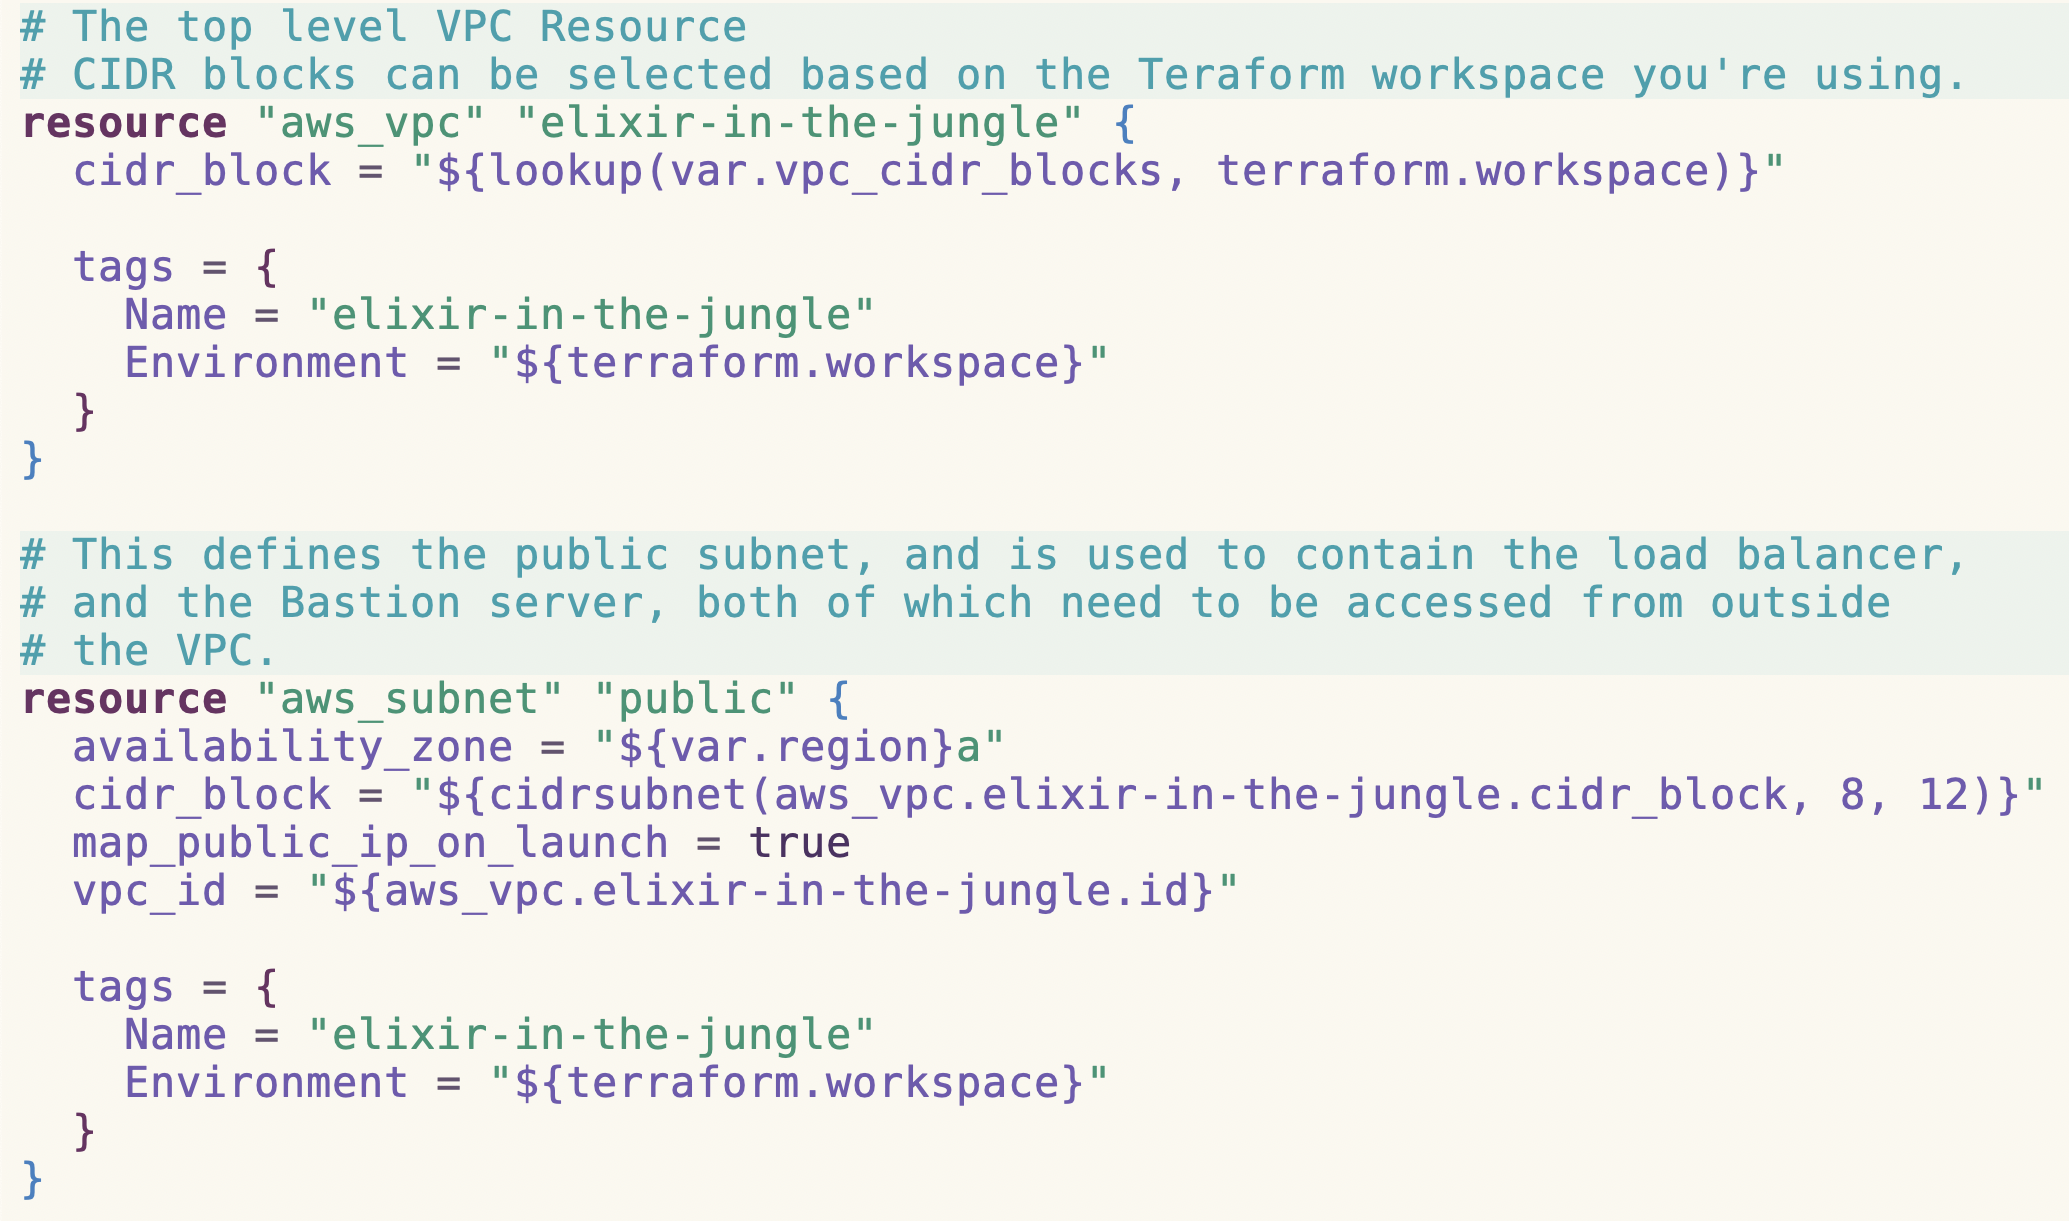 # The top level VPC Resource
# CIDR blocks can be selected based on the Teraform workspace you're using.
resource "aws_vpc" "elixir-in-the-jungle" {
  cidr_block = "${lookup(var.vpc_cidr_blocks, terraform.workspace)}"

  tags = {
    Name = "elixir-in-the-jungle"
    Environment = "${terraform.workspace}"
  }
}

# This defines the public subnet, and is used to contain the load balancer,
# and the Bastion server, both of which need to be accessed from outside
# the VPC.
resource "aws_subnet" "public" {
  availability_zone = "${var.region}a"
  cidr_block = "${cidrsubnet(aws_vpc.elixir-in-the-jungle.cidr_block, 8, 12)}"
  map_public_ip_on_launch = true
  vpc_id = "${aws_vpc.elixir-in-the-jungle.id}"

  tags = {
    Name = "elixir-in-the-jungle"
    Environment = "${terraform.workspace}"
  }
}